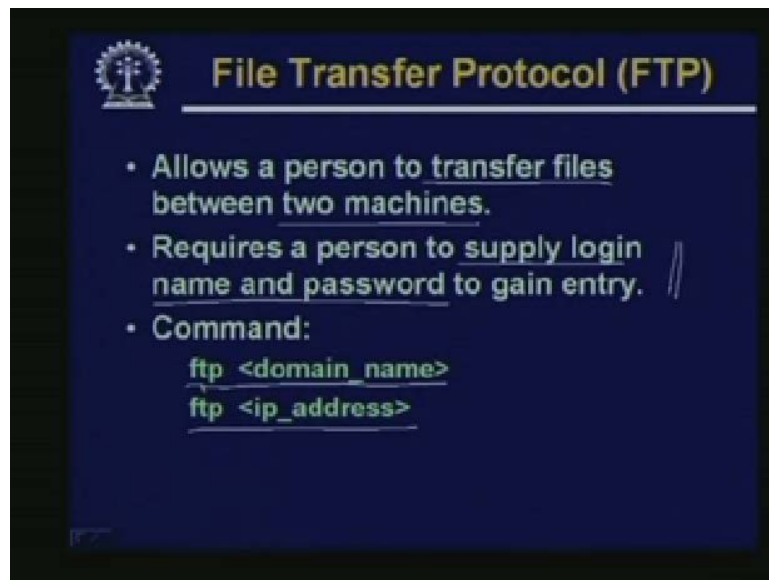 File Transfer Protocol (FTP)
• Allows a person to transfer files
between two machines.
• Requires a person to supply login
name and password to gain entry.
• Command:
ftp <domain_name>
ftp <ip_address>